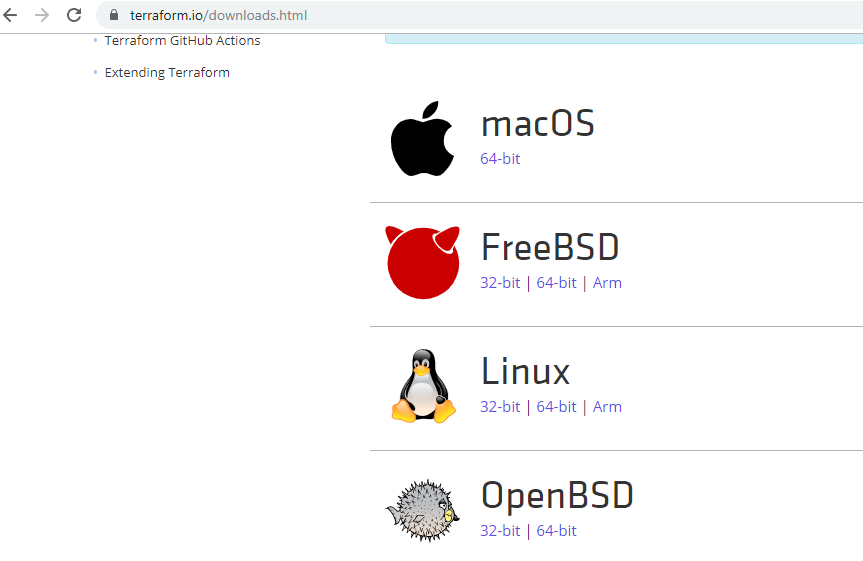 terraform.io/downloads.html
Terraform GitHub Actions
Extending Terraform
macOS
64-bit
FreeBSD
32-bit | 64-bit | Arm
Linux
32-bit | 64-bit | Arm
OpenBSD
32-bit | 64-bit